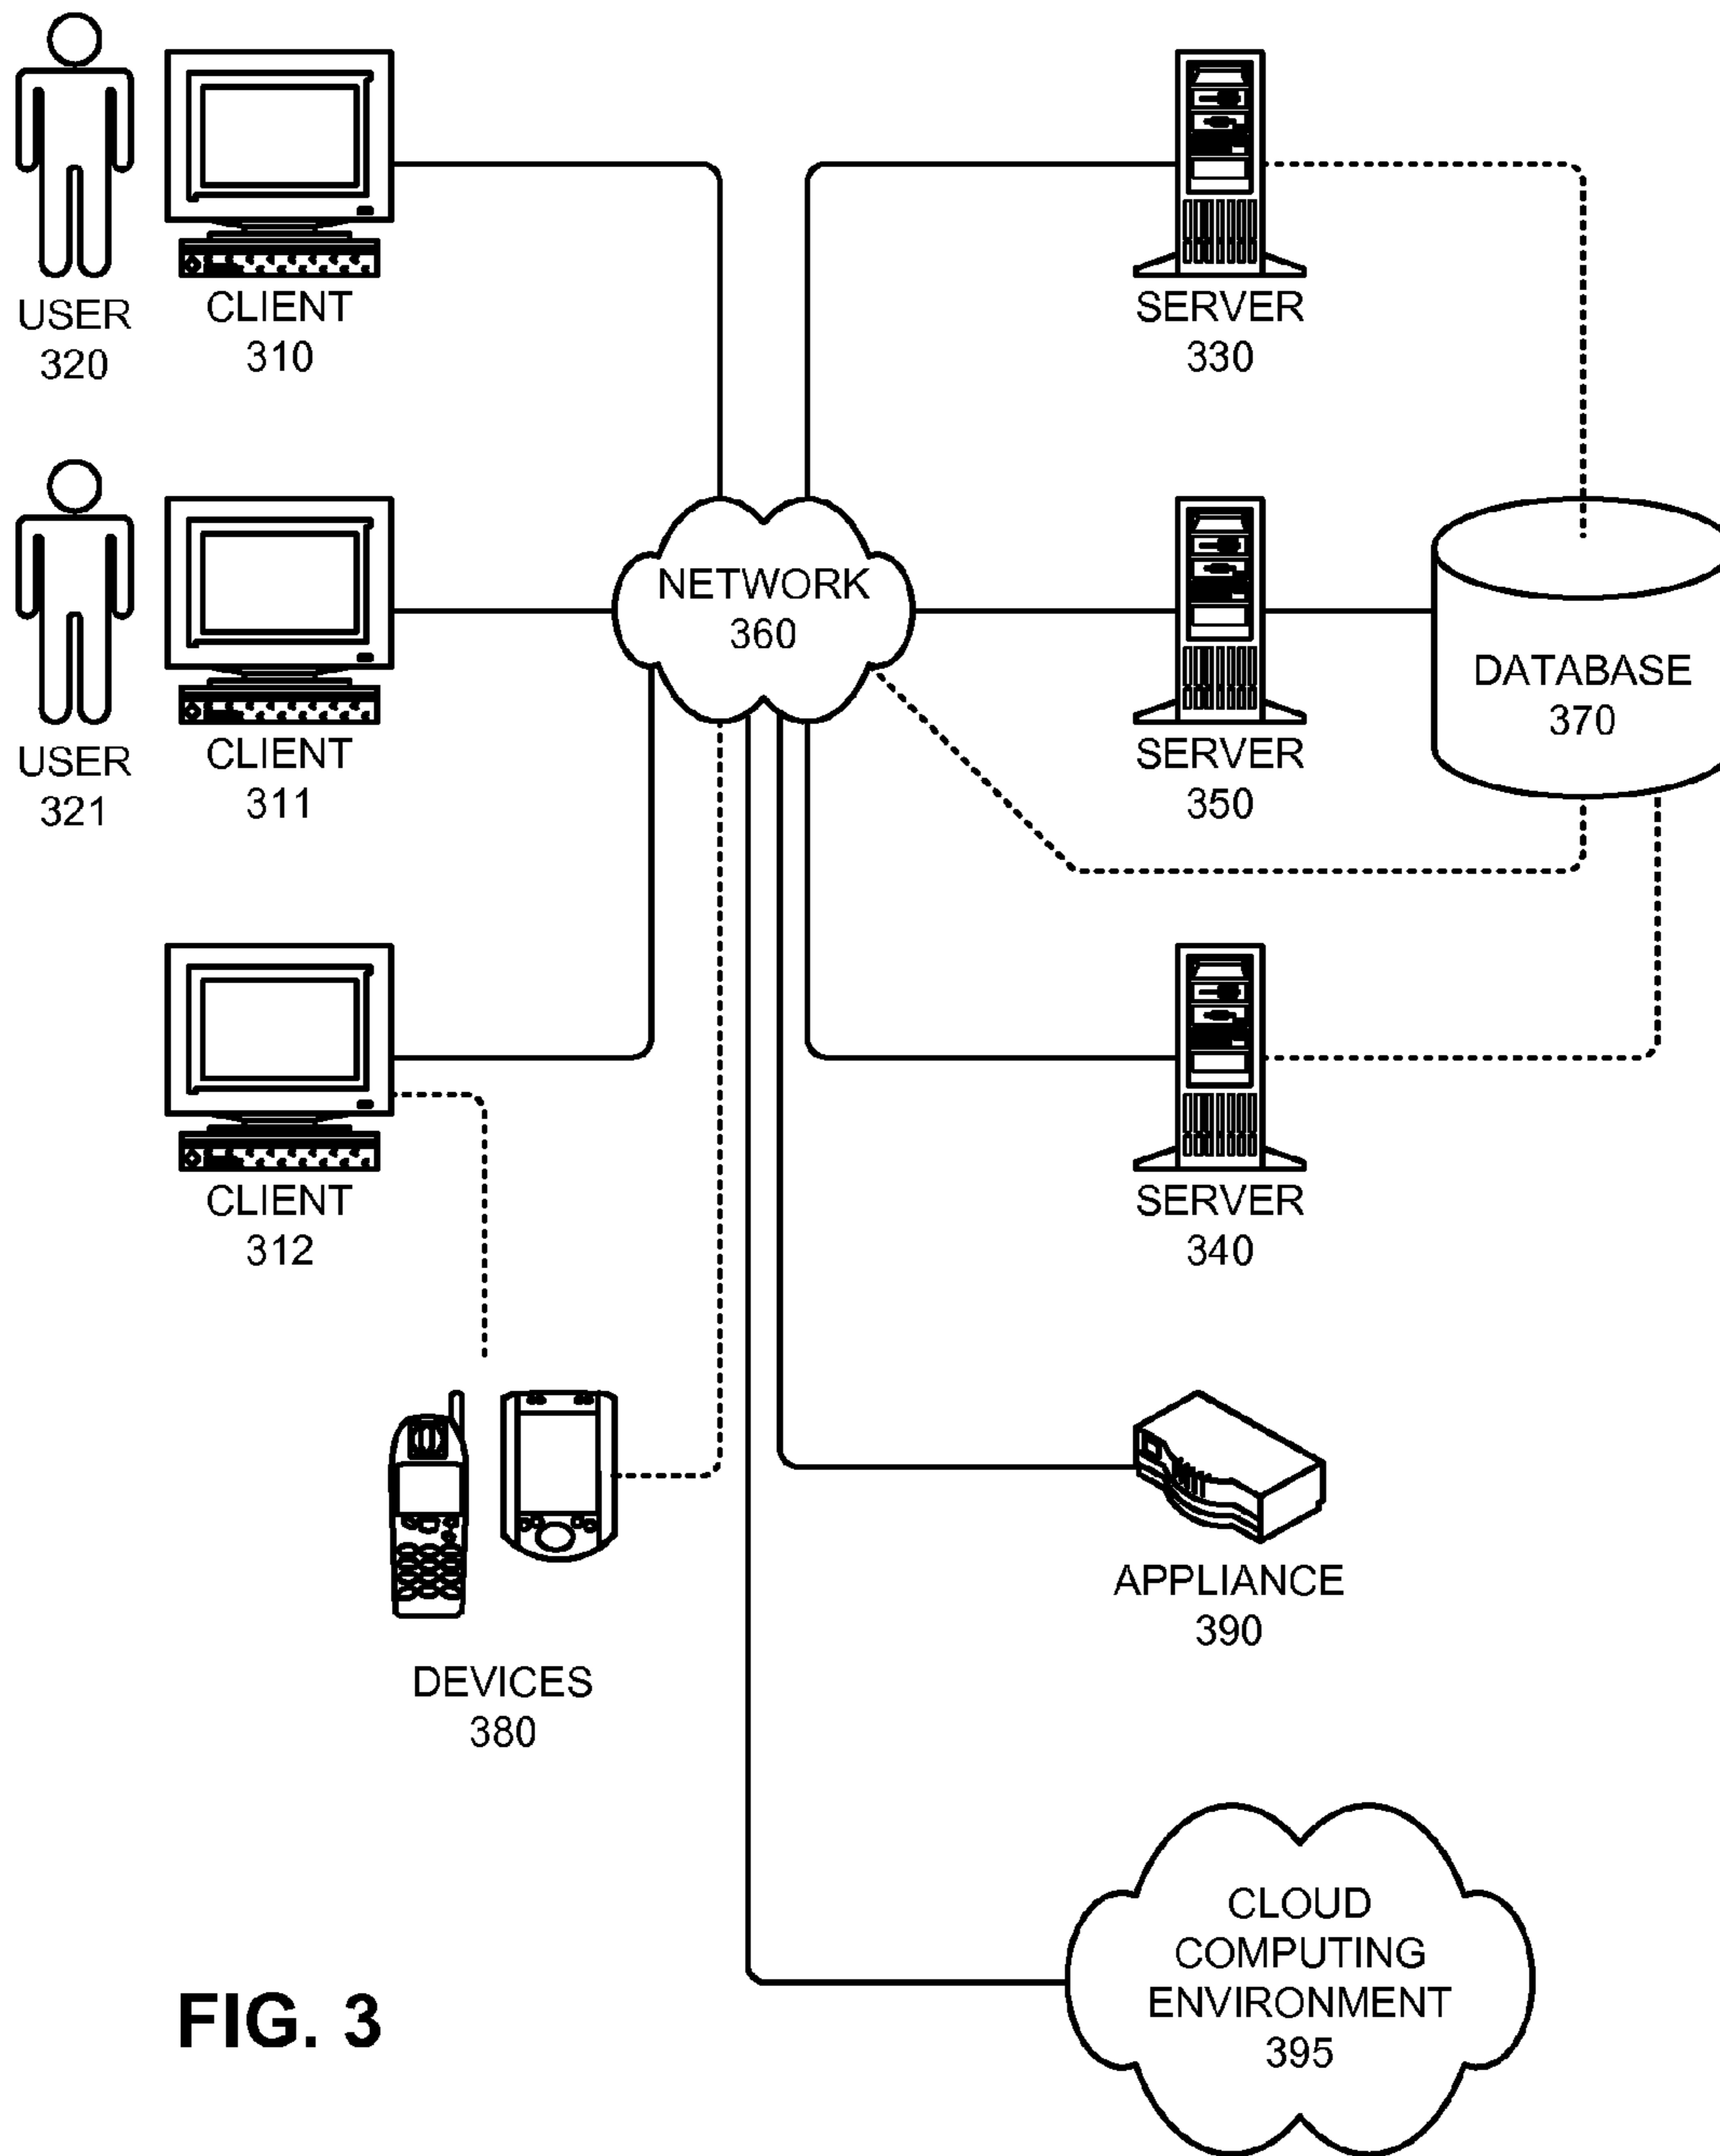 USER
320
CLIENT
310
SERVER
330
NETWORK
360
USER
321
CLIENT
311
SERVER
350
DATABASE
370
CLIENT
312
SERVER
340
DEVICES
380
APPLIANCE
390
CLOUD
COMPUTING
ENVIRONMENT
395
FIG. 3